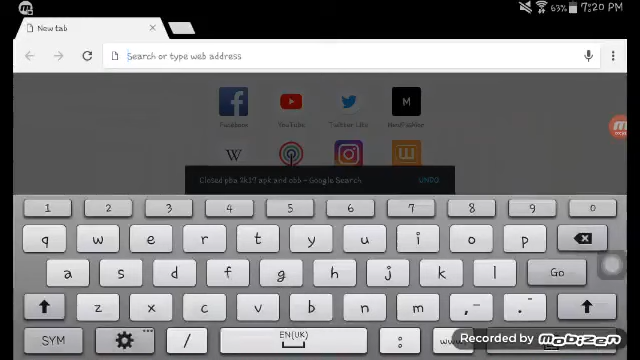 63% 7:20 PM
New tab
Search or type web address
Facebook YouTube Twitter Lite
M
W
Closed pba 2k17 apk and obb - Google Search UNDO
1 2 3 4 5 6 7 8 9 0
q w e r t y u i o p
a s d f g h j k l Go
z x c v b n m ,- .-
SYM / EN(UK) : www.
Recorded by MOBIZEN